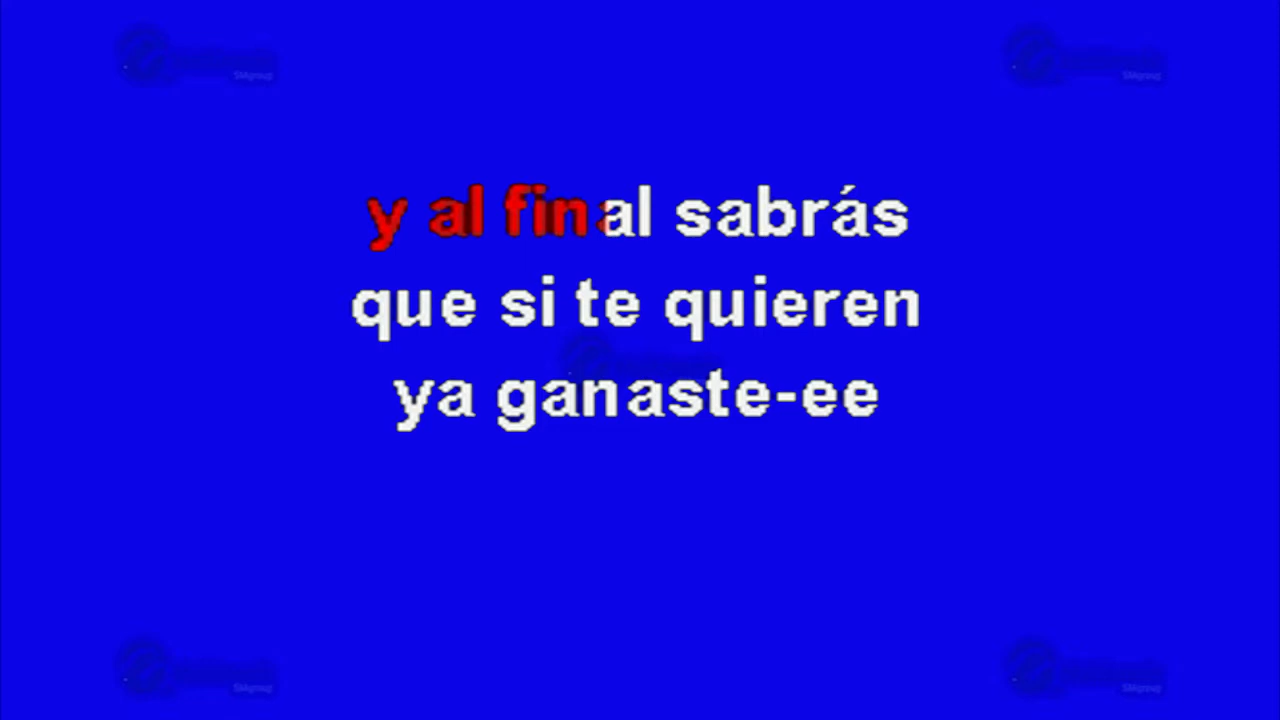 y al final sabrás
que si te quieren
ya ganaste-ee